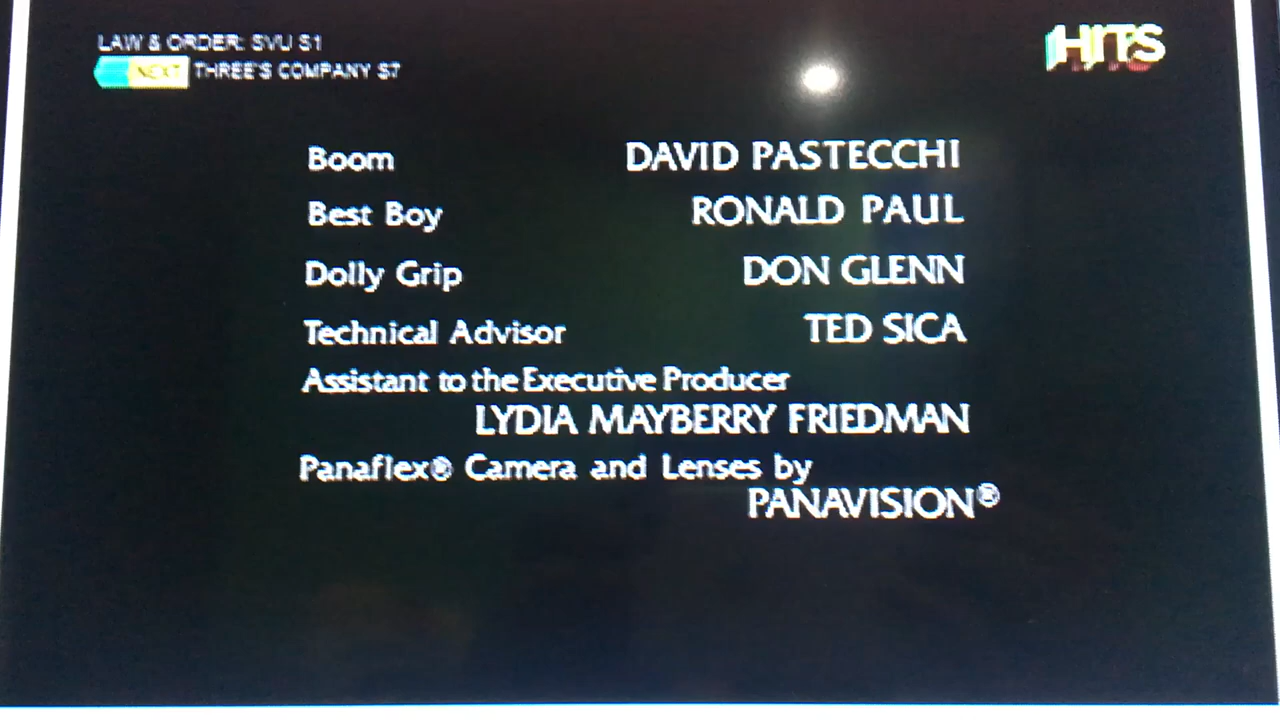 LAW & ORDER: SVU S1
NEXT THREE'S COMPANY S7
HITS
Boom DAVID PASTECCHI
Best Boy RONALD PAUL
Dolly Grip DON GLENN
Technical Advisor TED SICA
Assistant to the Executive Producer
LYDIA MAYBERRY FRIEDMAN
Panaflex® Camera and Lenses by
PANAVISION®